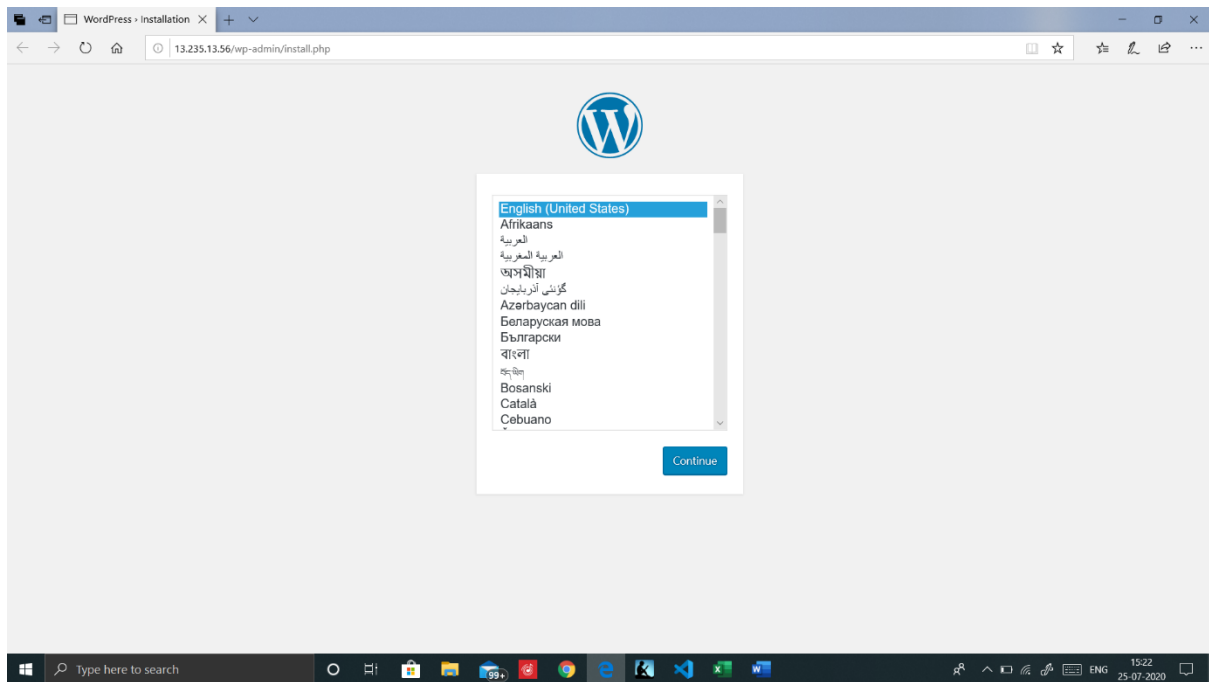 WordPress › Installation
13.235.13.56/wp-admin/install.php
English (United States)
Afrikaans
العربية
العربية المغربية
অসমীয়া
گؤنئی آذربایجان
Azərbaycan dili
Беларуская мова
Български
বাংলা
བོད་ཡིག
Bosanski
Català
Cebuano
Continue
Type here to search
99+
ENG
15:22
25-07-2020